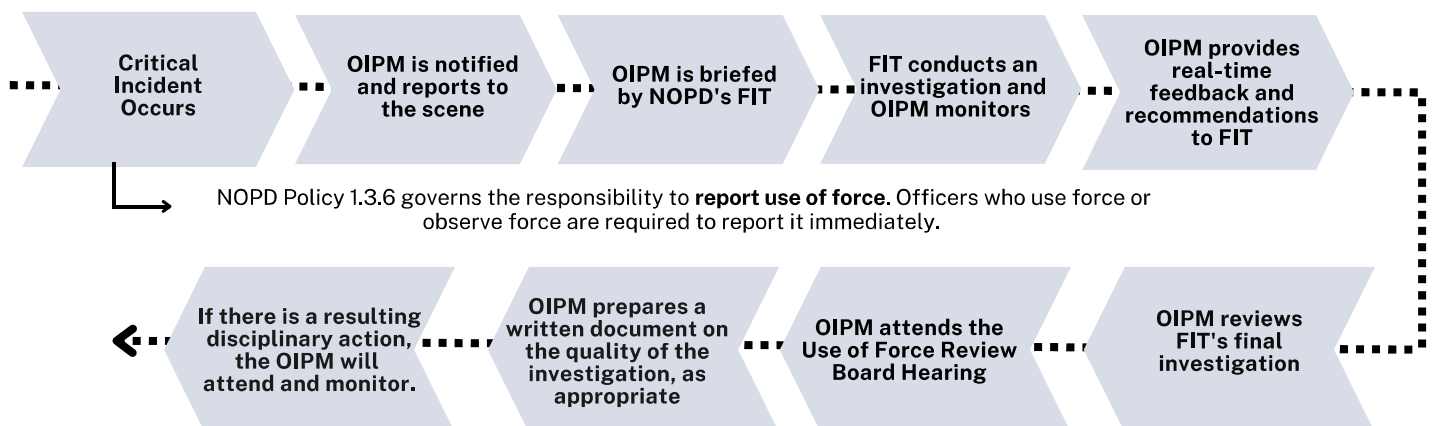 Critical
Incident
Occurs
OIPM is notified
and reports to
the scene
OIPM is briefed
by NOPD's FIT
FIT conducts an
investigation and
OIPM monitors
OIPM provides
real-time
feedback and
recommendations
to FIT
NOPD Policy 1.3.6 governs the responsibility to report use of force. Officers who use force or
observe force are required to report it immediately.
OIPM reviews
FIT's final
investigation
OIPM attends the
Use of Force Review
Board Hearing
OIPM prepares a
written document on
the quality of the
investigation, as
appropriate
If there is a resulting
disciplinary action,
the OIPM will
attend and monitor.